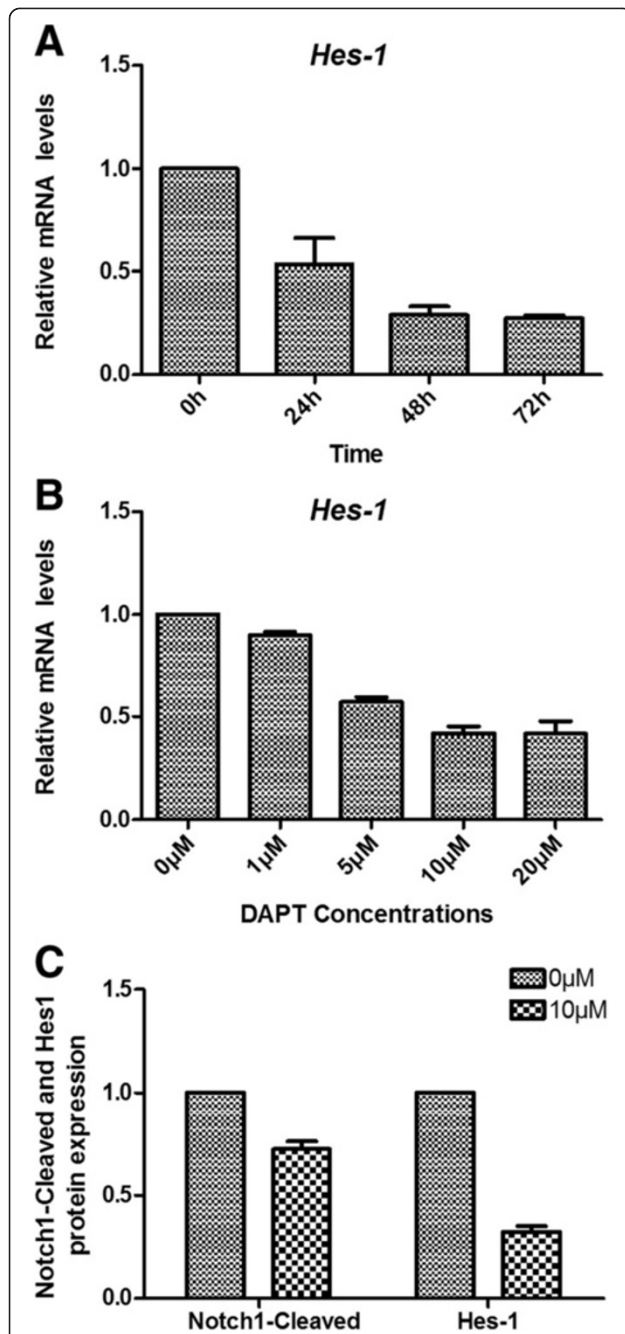 A
Hes-1
Relative mRNA levels
1.5
1.0
0.5
0.0
0h
24h
48h
72h
Time
B
Hes-1
Relative mRNA levels
1.5
1.0
0.5
0.0
0μM
1μM
5μM
10μM
20μM
DAPT Concentrations
C
Notch1-Cleaved and Hes1
protein expression
1.5
1.0
0.5
0.0
0μM
10μM
Notch1-Cleaved
Hes-1